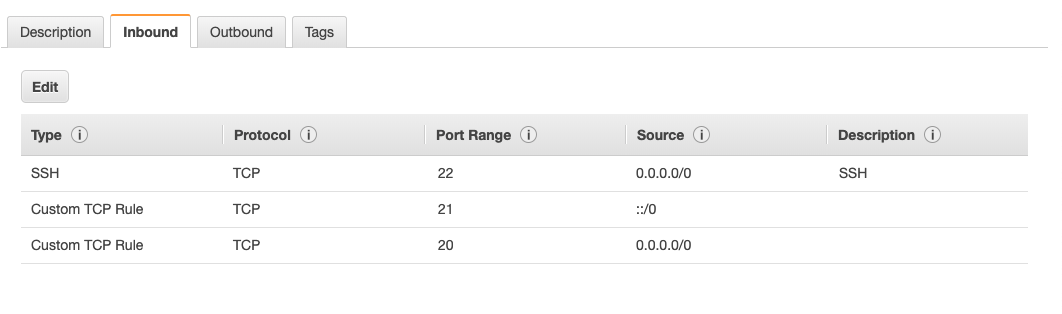 Description Inbound Outbound Tags
Edit
Type Protocol Port Range Source Description
SSH TCP 22 0.0.0.0/0 SSH
Custom TCP Rule TCP 21 ::/0
Custom TCP Rule TCP 20 0.0.0.0/0